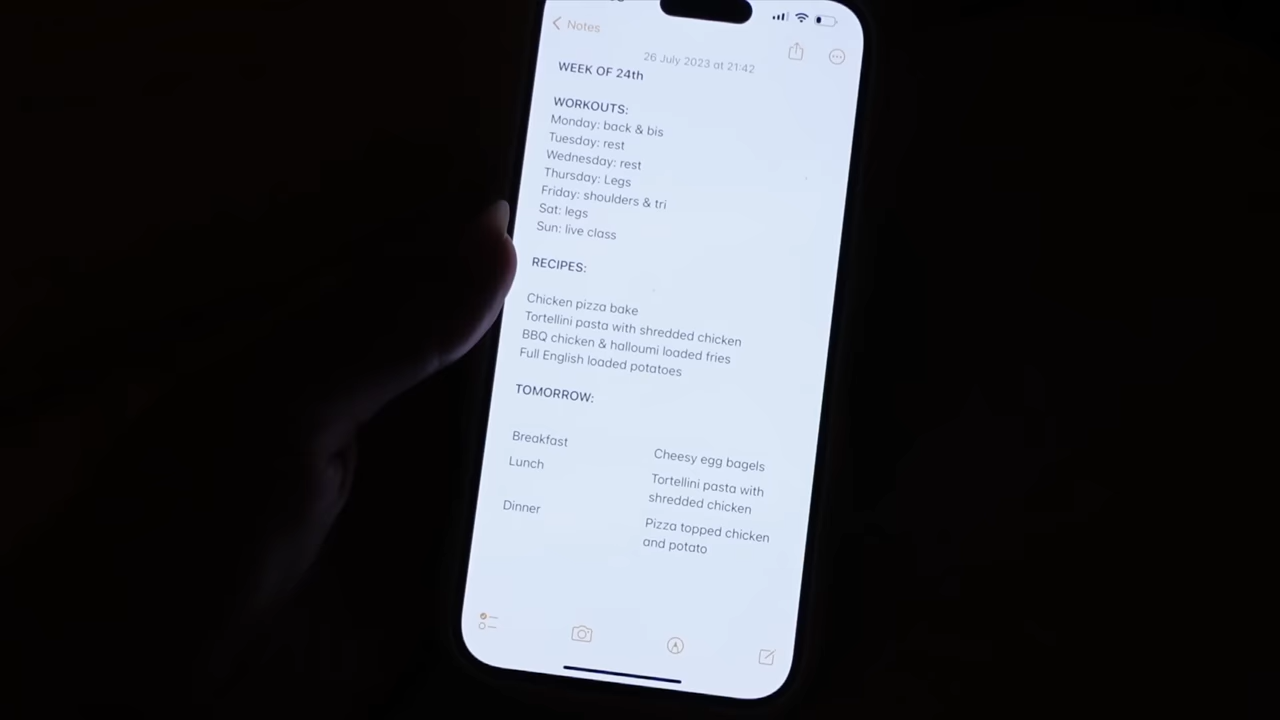 Notes
26 July 2023 at 21:42
WEEK OF 24th
WORKOUTS:
Monday: back & bis
Tuesday: rest
Wednesday: rest
Thursday: Legs
Friday: shoulders & tri
Sat: legs
Sun: live class
RECIPES:
Chicken pizza bake
Tortellini pasta with shredded chicken
BBQ chicken & halloumi loaded fries
Full English loaded potatoes
TOMORROW:
Breakfast
Cheesy egg bagels
Lunch
Tortellini pasta with
shredded chicken
Dinner
Pizza topped chicken
and potato